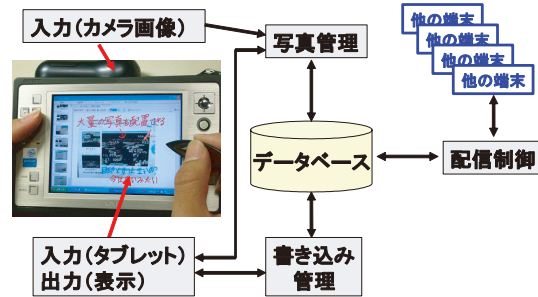 入力(カメラ画像)
写真管理
他の端末
他の端末
他の端末
他の端末
大量の写真を配置できる
データベース
配信制御
入力(タブレット)
出力(表示)
書き込み
管理